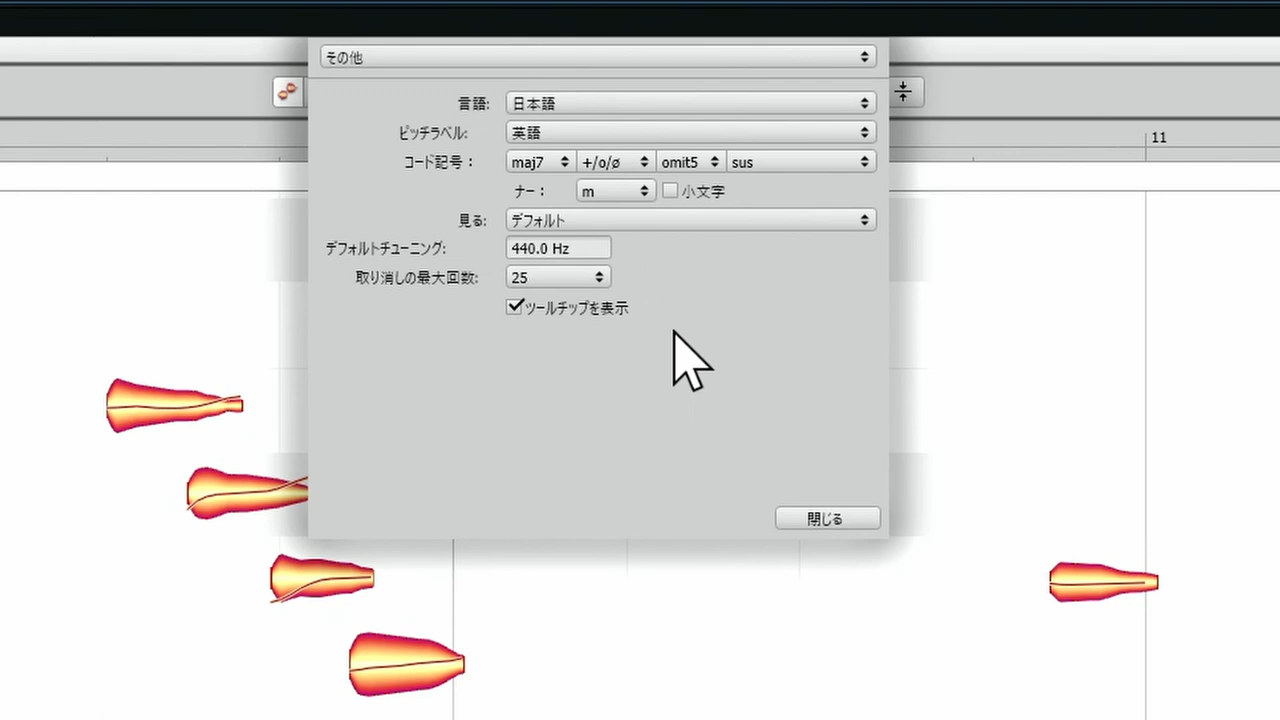 その他
言語: 日本語
11
ピッチラベル: 英語
コード記号： maj7 +/o/ø omit5 sus
ナー： m 小文字
見る: デフォルト
デフォルトチューニング: 440.0 Hz
取り消しの最大回数: 25
ツールチップを表示
閉じる